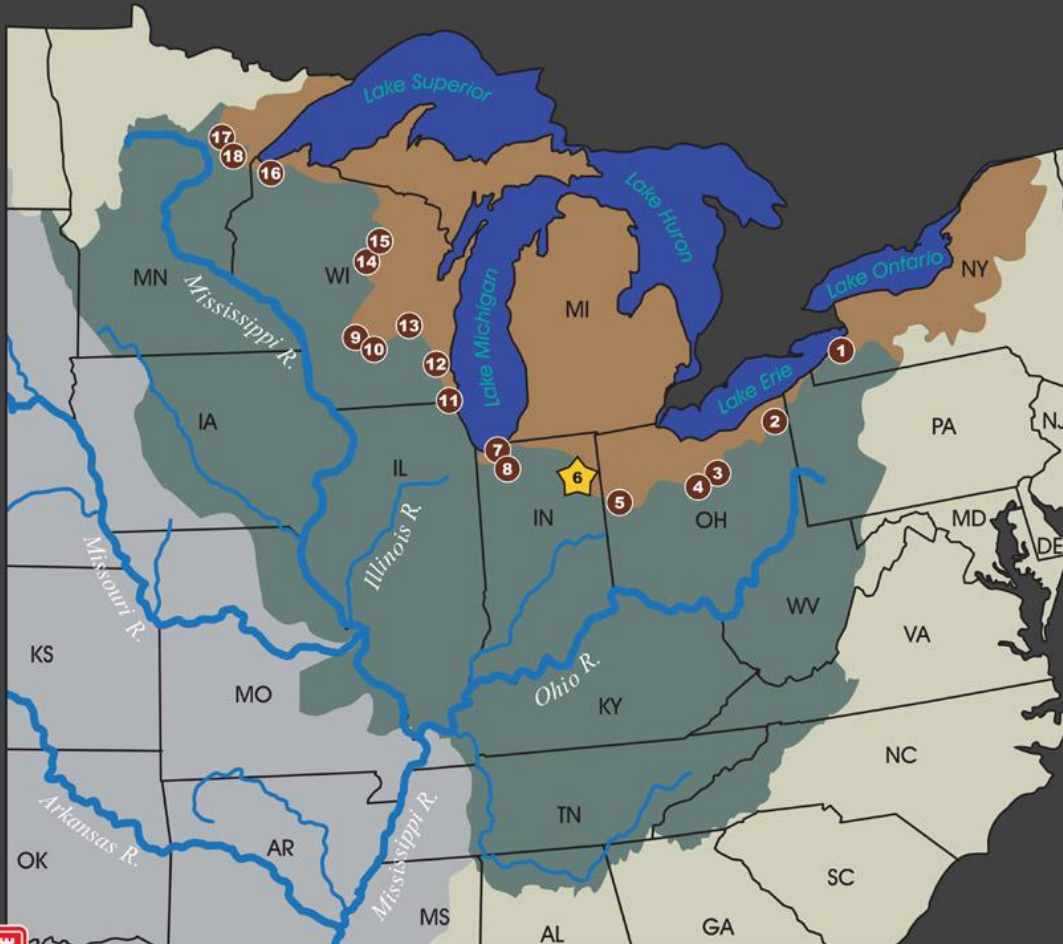 Lake Superior
17
18
16
Lake Huron
15
14
MN
WI
Mississippi R.
Lake Michigan
MI
Lake Ontario
NY
9
10
13
12
11
1
Lake Erie
2
IA
IL
7
8
6
5
4
3
PA
NJ
IN
OH
MD
DE
Illinois R.
Missouri R.
WV
VA
KS
MO
Ohio R.
KY
NC
Arkansas R.
Mississippi R.
TN
OK
AR
SC
MS
AL
GA